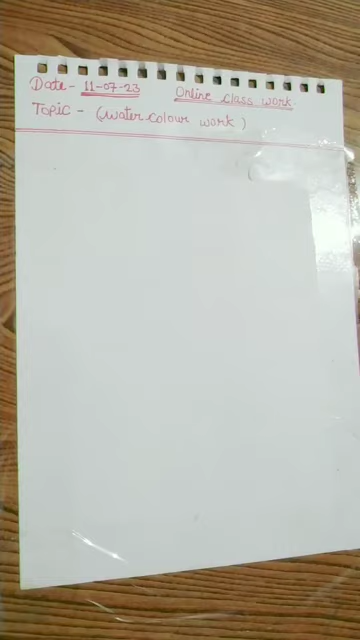 Date - 11-07-23 Online class work.
Topic - (water colour work)